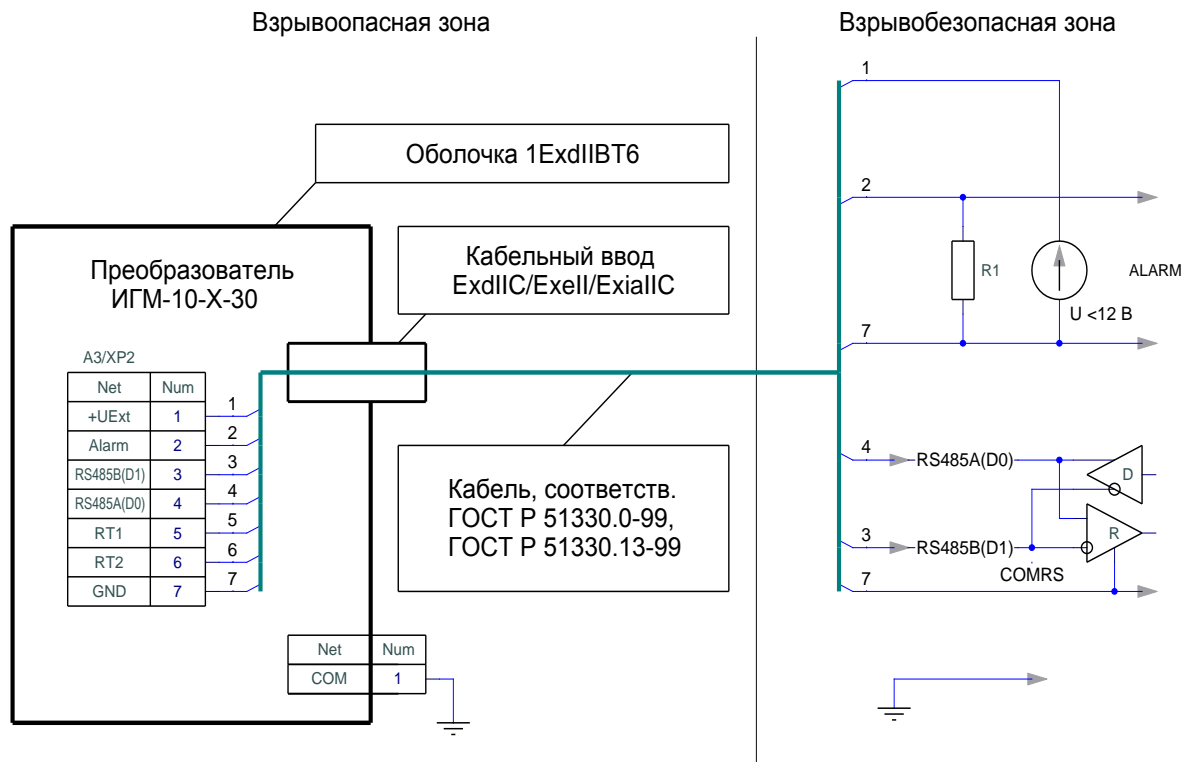 Взрывоопасная зона
Взрывобезопасная зона
Оболочка 1ExdIIBT6
Кабельный ввод
ExdIIC/ExeII/ExiaIIC
Преобразователь
ИГМ-10-Х-30
A3/XP2
Net Num
+UExt 1 1
Alarm 2 2
RS485B(D1) 3 3
RS485A(D0) 4 4
RT1 5 5
RT2 6 6
GND 7 7
Кабель, соответств.
ГОСТ Р 51330.0-99,
ГОСТ Р 51330.13-99
Net Num
COM 1
1
2
R1
ALARM
U <12 В
7
4 RS485A(D0)
D
3 RS485B(D1)
R
COMRS
7